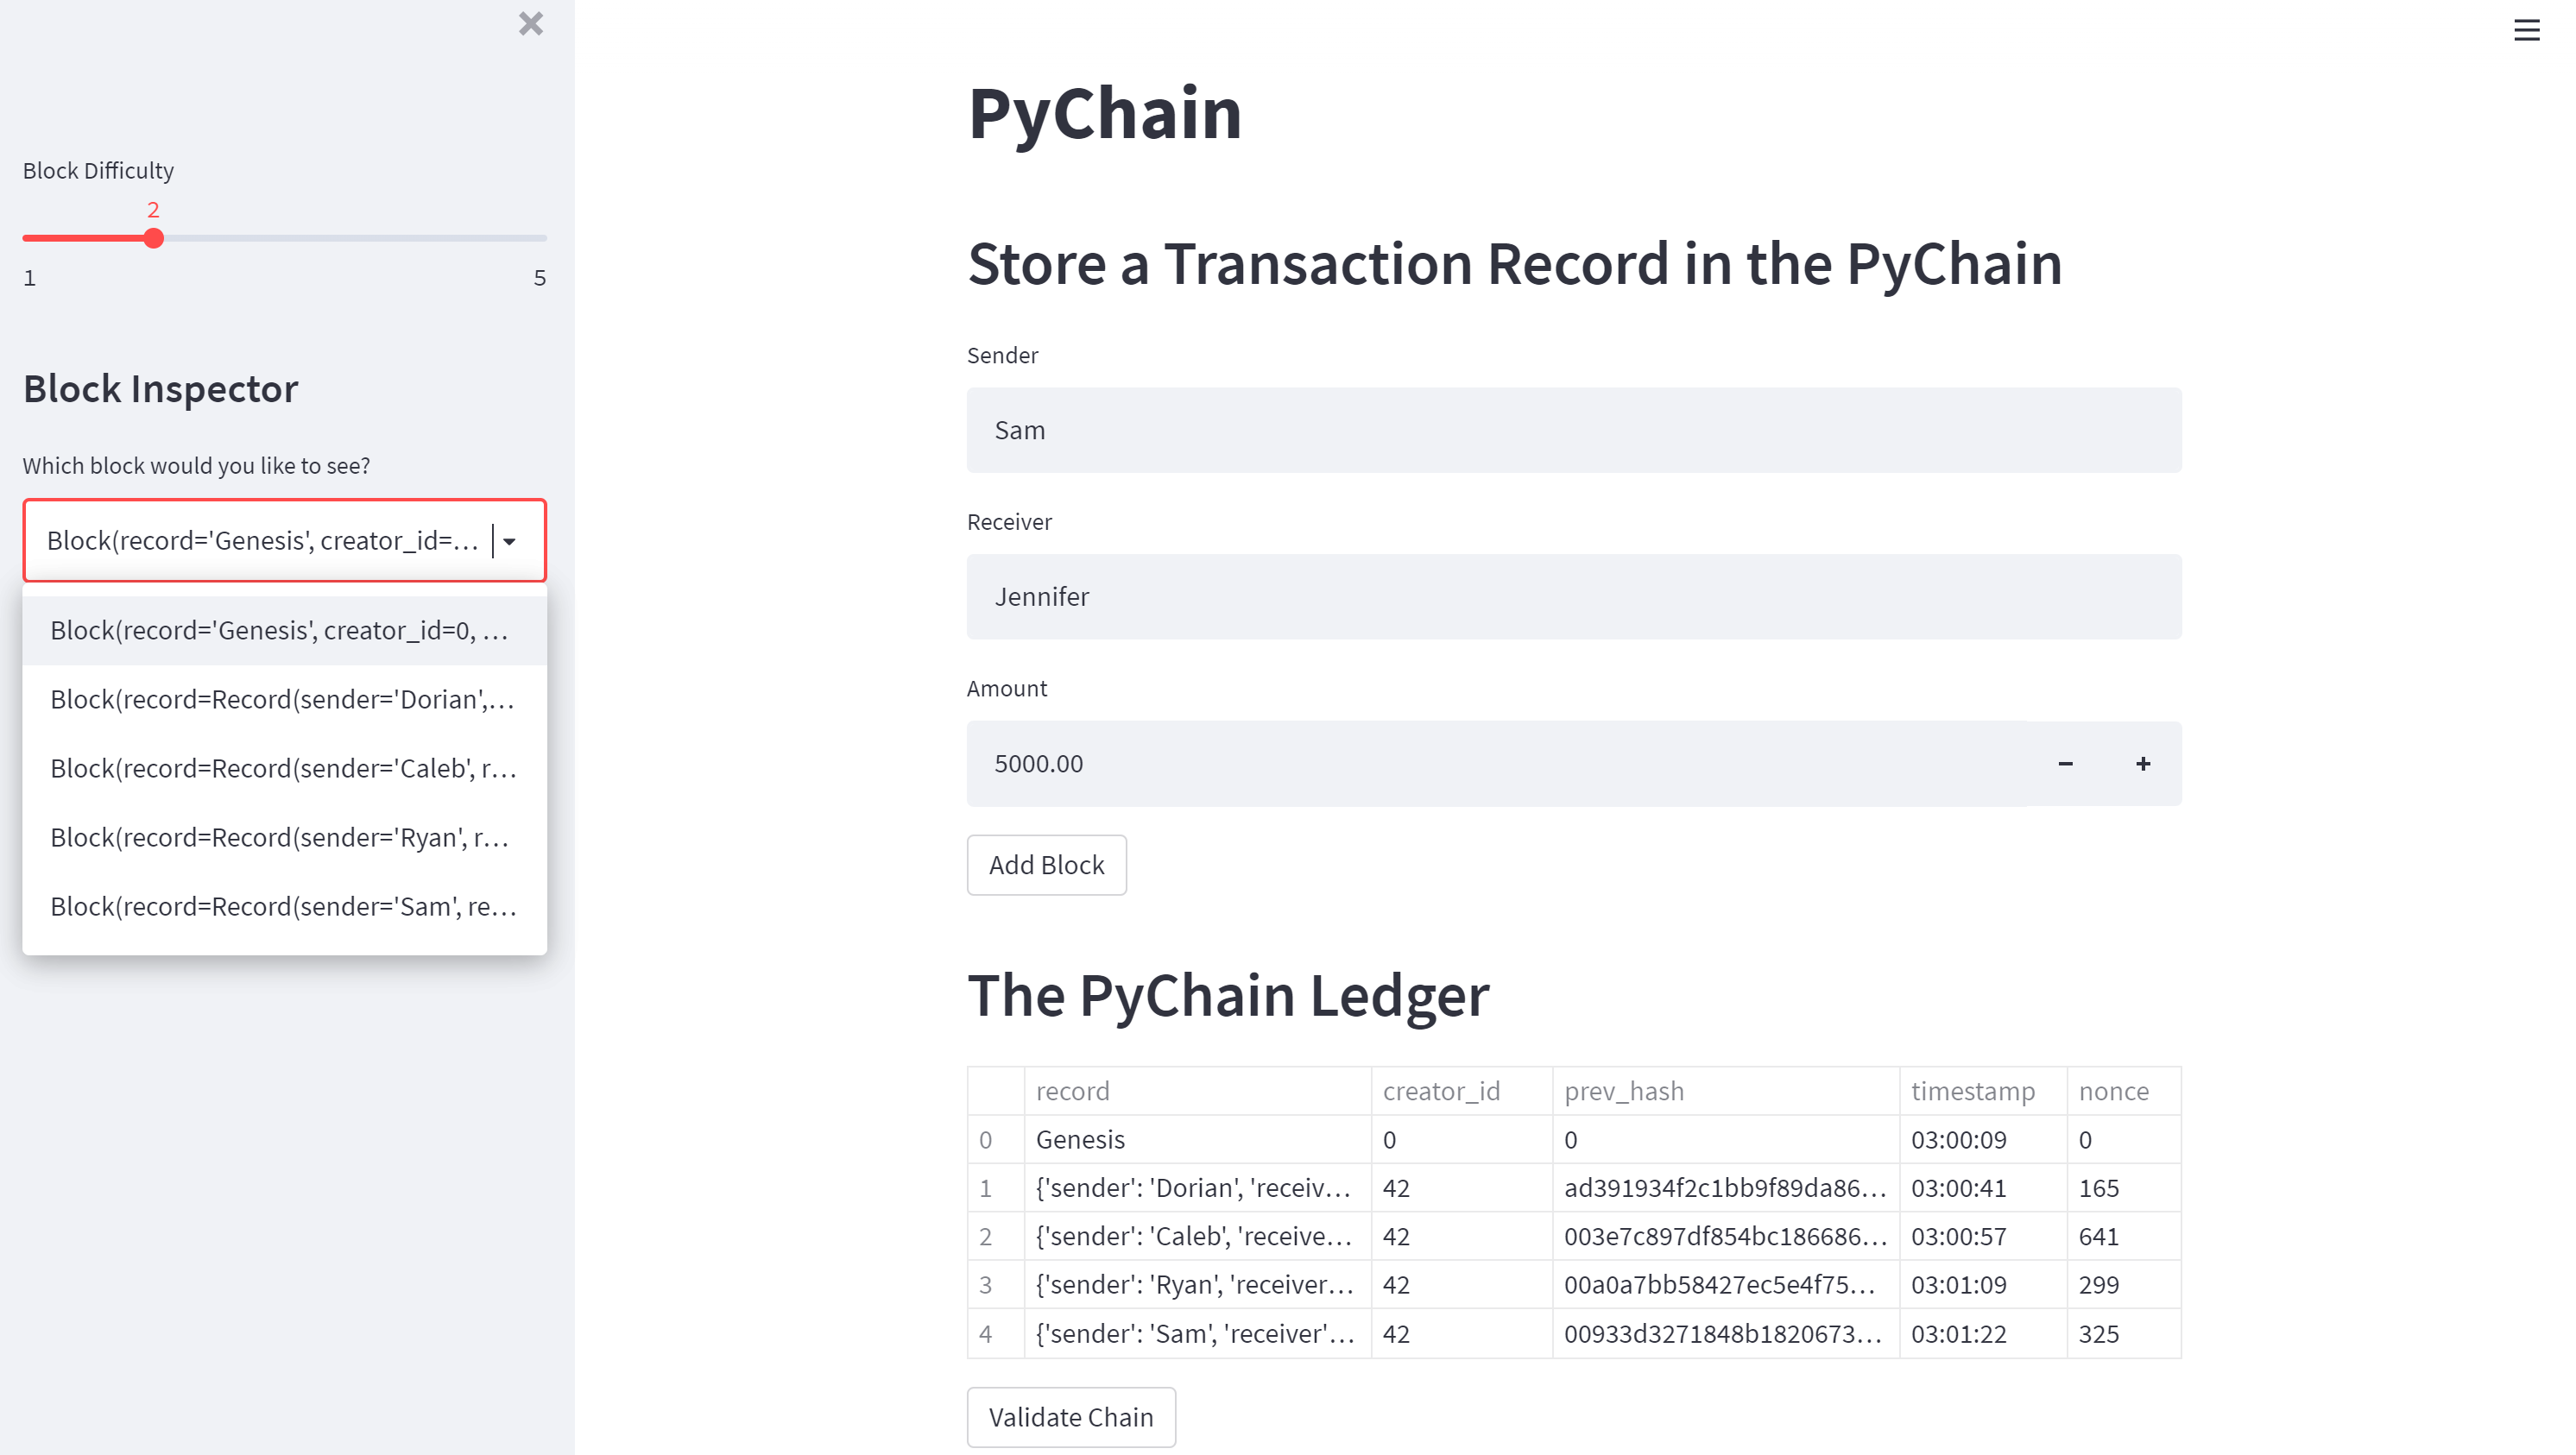 Block Difficulty
2
1 5
Block Inspector
Which block would you like to see?
Block(record='Genesis', creator_id=...
Block(record='Genesis', creator_id=0, ...
Block(record=Record(sender='Dorian',...
Block(record=Record(sender='Caleb', r...
Block(record=Record(sender='Ryan', r...
Block(record=Record(sender='Sam', re...
PyChain
Store a Transaction Record in the PyChain
Sender
Sam
Receiver
Jennifer
Amount
5000.00 − +
Add Block
The PyChain Ledger
record creator_id prev_hash timestamp nonce
0 Genesis 0 0 03:00:09 0
1 {'sender': 'Dorian', 'receiv... 42 ad391934f2c1bb9f89da86... 03:00:41 165
2 {'sender': 'Caleb', 'receive... 42 003e7c897df854bc186686... 03:00:57 641
3 {'sender': 'Ryan', 'receiver... 42 00a0a7bb58427ec5e4f75... 03:01:09 299
4 {'sender': 'Sam', 'receiver'... 42 00933d3271848b1820673... 03:01:22 325
Validate Chain